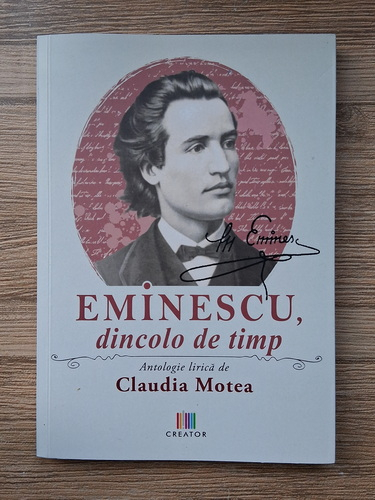 M Eminescu
EMINESCU,
dincolo de timp
Antologie lirică de
Claudia Motea
CREATOR